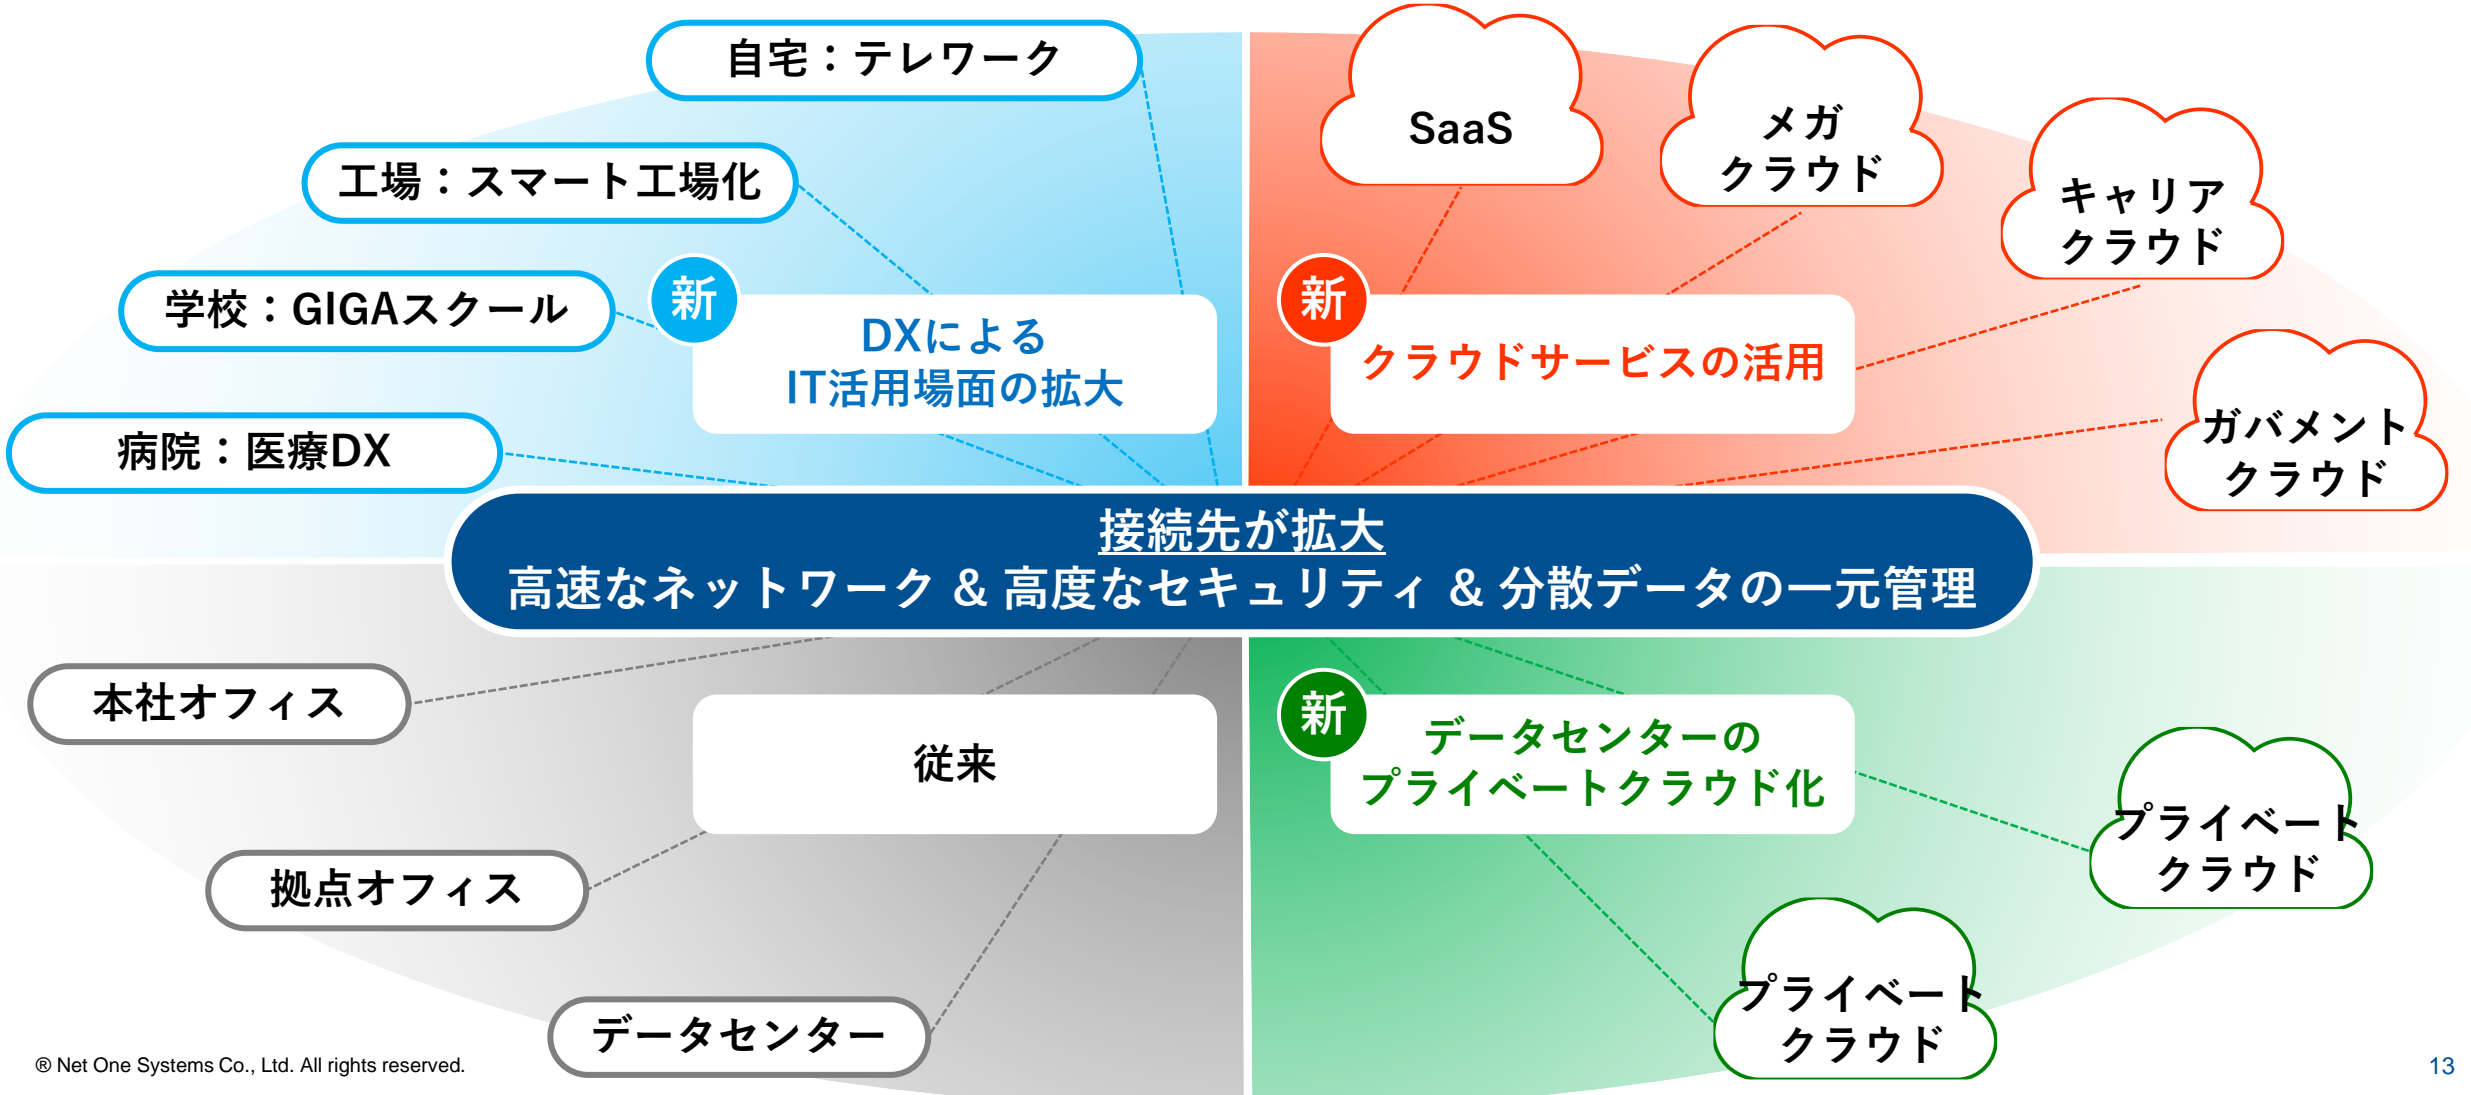 自宅：テレワーク
工場：スマート工場化
学校：GIGAスクール
病院：医療DX
新
DXによる
IT活用場面の拡大
SaaS
メガ
クラウド
キャリア
クラウド
ガバメント
クラウド
新
クラウドサービスの活用
接続先が拡大
高速なネットワーク & 高度なセキュリティ & 分散データの一元管理
本社オフィス
拠点オフィス
データセンター
従来
新
データセンターの
プライベートクラウド化
プライベート
クラウド
プライベート
クラウド
® Net One Systems Co., Ltd. All rights reserved.
13